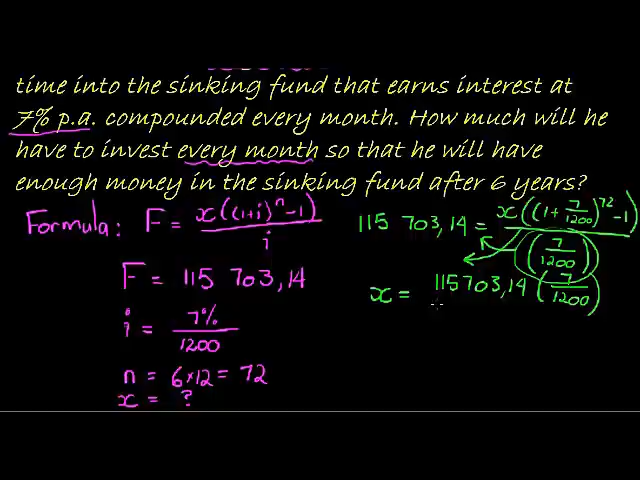 time into the sinking fund that earns interest at
7% p.a. compounded every month. How much will he
have to invest every month so that he will have
enough money in the sinking fund after 6 years?
Formula: F = x((1+i)^n -1) / i
F = 115 703,14
i = 7% / 1200
n = 6×12 = 72
x = ?
115 703,14 = x((1 + 7/1200)^72 -1) / (7/1200)
x = 115703,14 (7/1200)